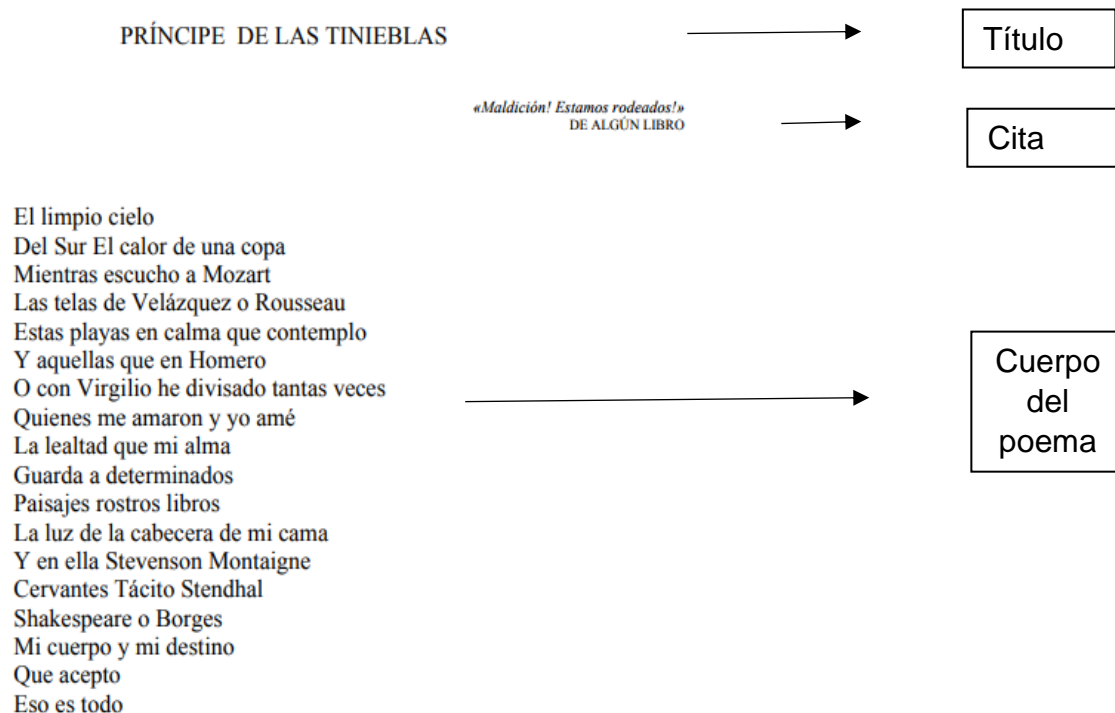 PRÍNCIPE DE LAS TINIEBLAS
Título
«Maldición! Estamos rodeados!»
DE ALGÚN LIBRO
Cita
El limpio cielo
Del Sur El calor de una copa
Mientras escucho a Mozart
Las telas de Velázquez o Rousseau
Estas playas en calma que contemplo
Y aquellas que en Homero
O con Virgilio he divisado tantas veces
Quienes me amaron y yo amé
La lealtad que mi alma
Guarda a determinados
Paisajes rostros libros
La luz de la cabecera de mi cama
Y en ella Stevenson Montaigne
Cervantes Tácito Stendhal
Shakespeare o Borges
Mi cuerpo y mi destino
Que acepto
Eso es todo
Cuerpo
del
poema